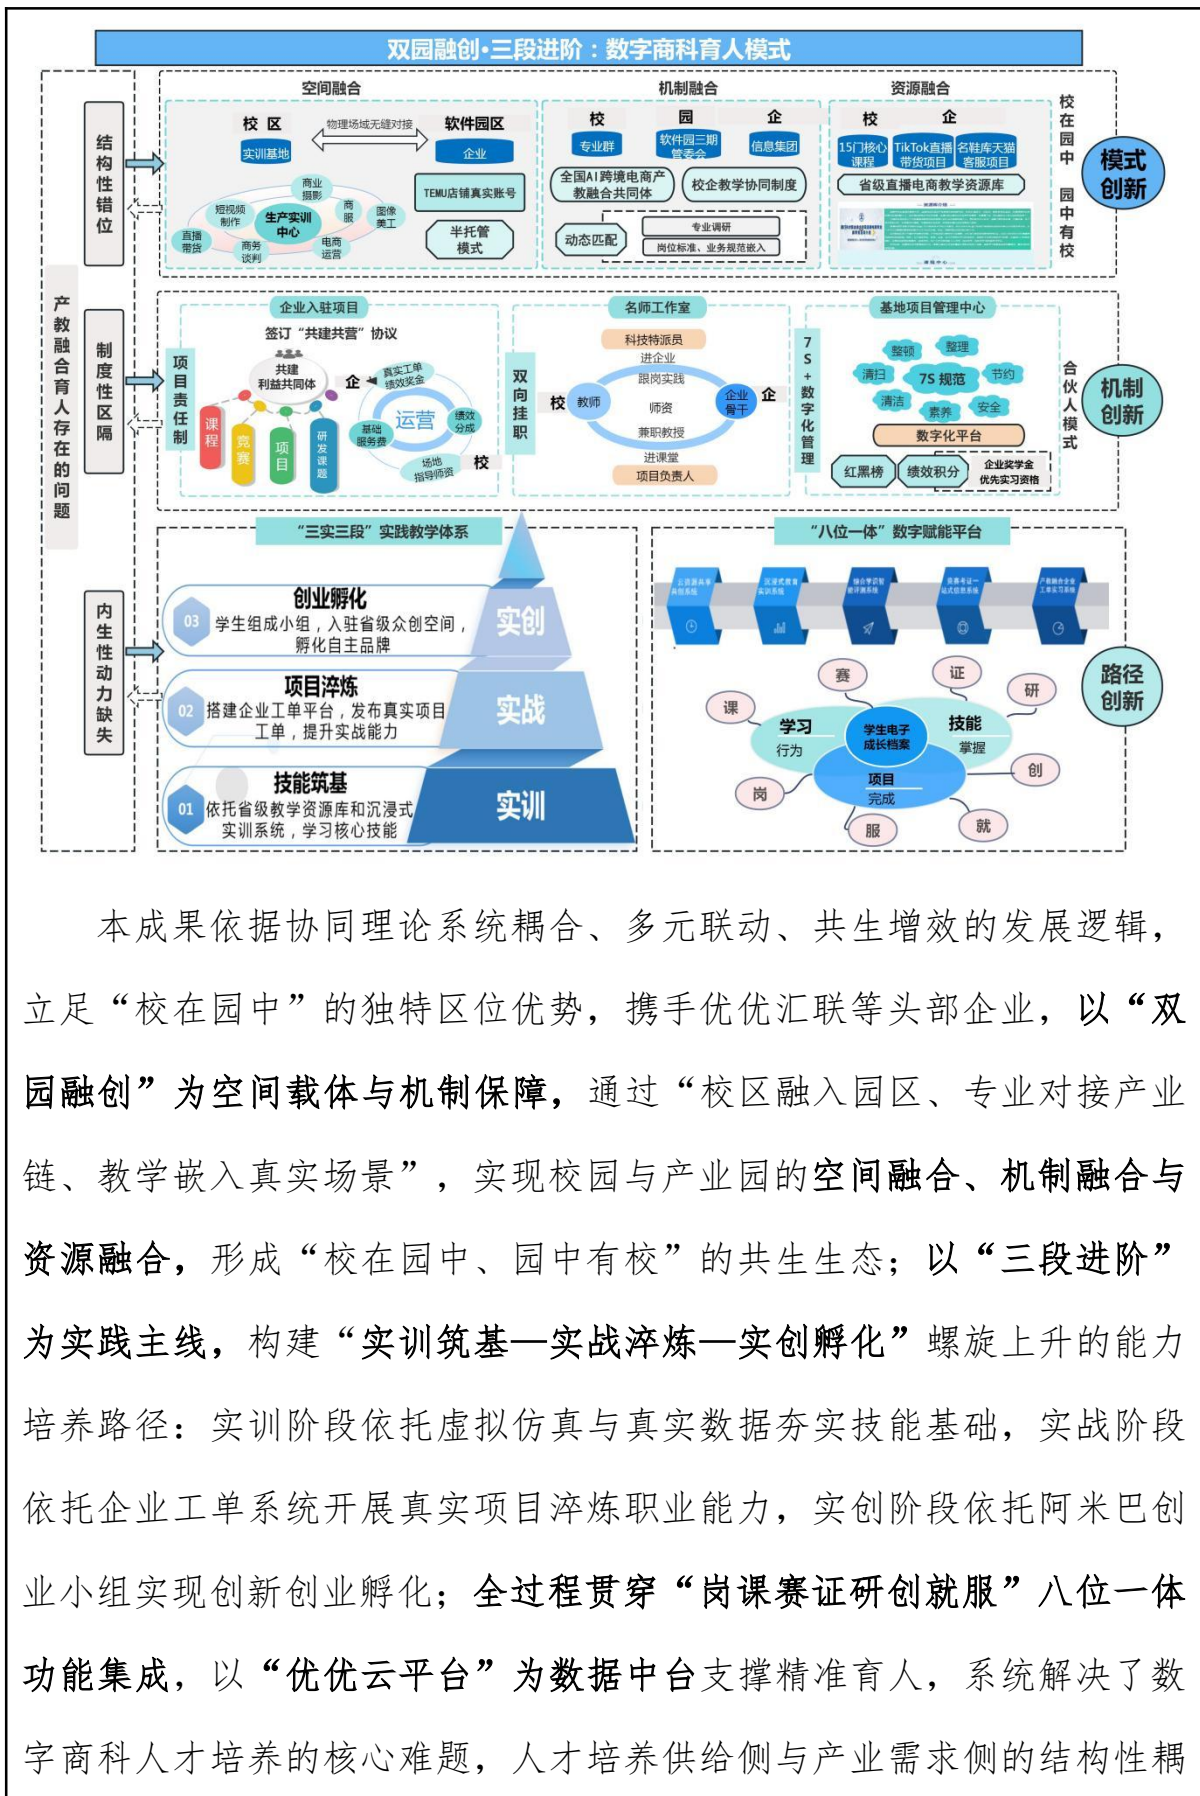 双园融创·三段进阶：数字商科育人模式
产教融合育人存在的问题
结构性错位
制度性区隔
内生性动力缺失
空间融合
校 区
物理场域无缝对接
软件园区
实训基地
企业
商业摄影
短视频制作
商服
图像美工
生产实训中心
直播带货
商务谈判
电商运营
TEMU店铺真实账号
半托管模式
机制融合
校
园
企
专业群
软件园三期管委会
信息集团
全国AI跨境电商产教融合共同体
校企教学协同制度
动态匹配
专业调研
岗位标准、业务规范嵌入
资源融合
校
企
15门核心课程
TikTok直播带货项目
名鞋库天猫客服项目
省级直播电商教学资源库
校在园中 园中有校
模式创新
项目责任制
企业入驻项目
签订“共建共营”协议
共建利益共同体
课程
竞赛
项目
研发课题
企
真实工单绩效奖金
运营
基础服务费
绩效分成
场地指导师资
校
双向挂职
名师工作室
科技特派员
进企业
跟岗实践
校
教师
师资
企业骨干
企
兼职教授
进课堂
项目负责人
7S+数字化管理
基地项目管理中心
整顿
整理
清扫
7S 规范
节约
清洁
素养
安全
数字化平台
红黑榜
绩效积分
企业奖学金
优先实习资格
合伙人模式
机制创新
“三实三段”实践教学体系
03
创业孵化
学生组成小组，入驻省级众创空间，
孵化自主品牌
实创
02
项目淬炼
搭建企业工单平台，发布真实项目
工单，提升实战能力
实战
01
技能筑基
依托省级教学资源库和沉浸式
实训系统，学习核心技能
实训
“八位一体”数字赋能平台
沉浸式教育实训系统
产教融合企业工单实习系统
课
赛
证
研
学习
行为
学生电子成长档案
技能
掌握
项目
完成
岗
服
就
创
路径创新
本成果依据协同理论系统耦合、多元联动、共生增效的发展逻辑，
立足“校在园中”的独特区位优势，携手优优汇联等头部企业，以“双
园融创”为空间载体与机制保障，通过“校区融入园区、专业对接产业
链、教学嵌入真实场景”，实现校园与产业园的空间融合、机制融合与
资源融合，形成“校在园中、园中有校”的共生生态；以“三段进阶”
为实践主线，构建“实训筑基—实战淬炼—实创孵化”螺旋上升的能力
培养路径：实训阶段依托虚拟仿真与真实数据夯实技能基础，实战阶段
依托企业工单系统开展真实项目淬炼职业能力，实创阶段依托阿米巴创
业小组实现创新创业孵化；全过程贯穿“岗课赛证研创就服”八位一体
功能集成，以“优优云平台”为数据中台支撑精准育人，系统解决了数
字商科人才培养的核心难题，人才培养供给侧与产业需求侧的结构性耦